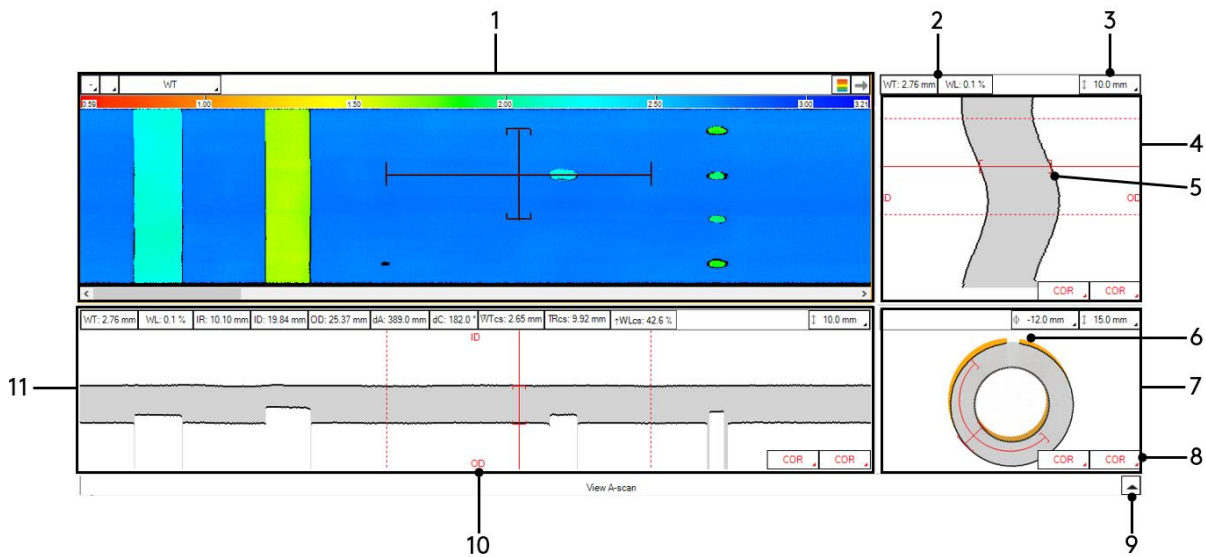 1 2 3
WT
WT: 2.76 mm WL: 0.1 % 10.0 mm
0.59 1.00 1.50 2.00 2.50 3.00 3.21
4
5
ID OD
COR COR
WT: 2.76 mm WL: 0.1 % IR: 10.10 mm ID: 19.84 mm OD: 25.37 mm dA: 389.0 mm dC: 182.0 ° WTcs: 2.65 mm IRcs: 9.92 mm ↑WLcs: 42.6 % 10.0 mm
-12.0 mm 15.0 mm
6
ID
11 7
OD
COR COR COR COR 8
View A-scan
10 9